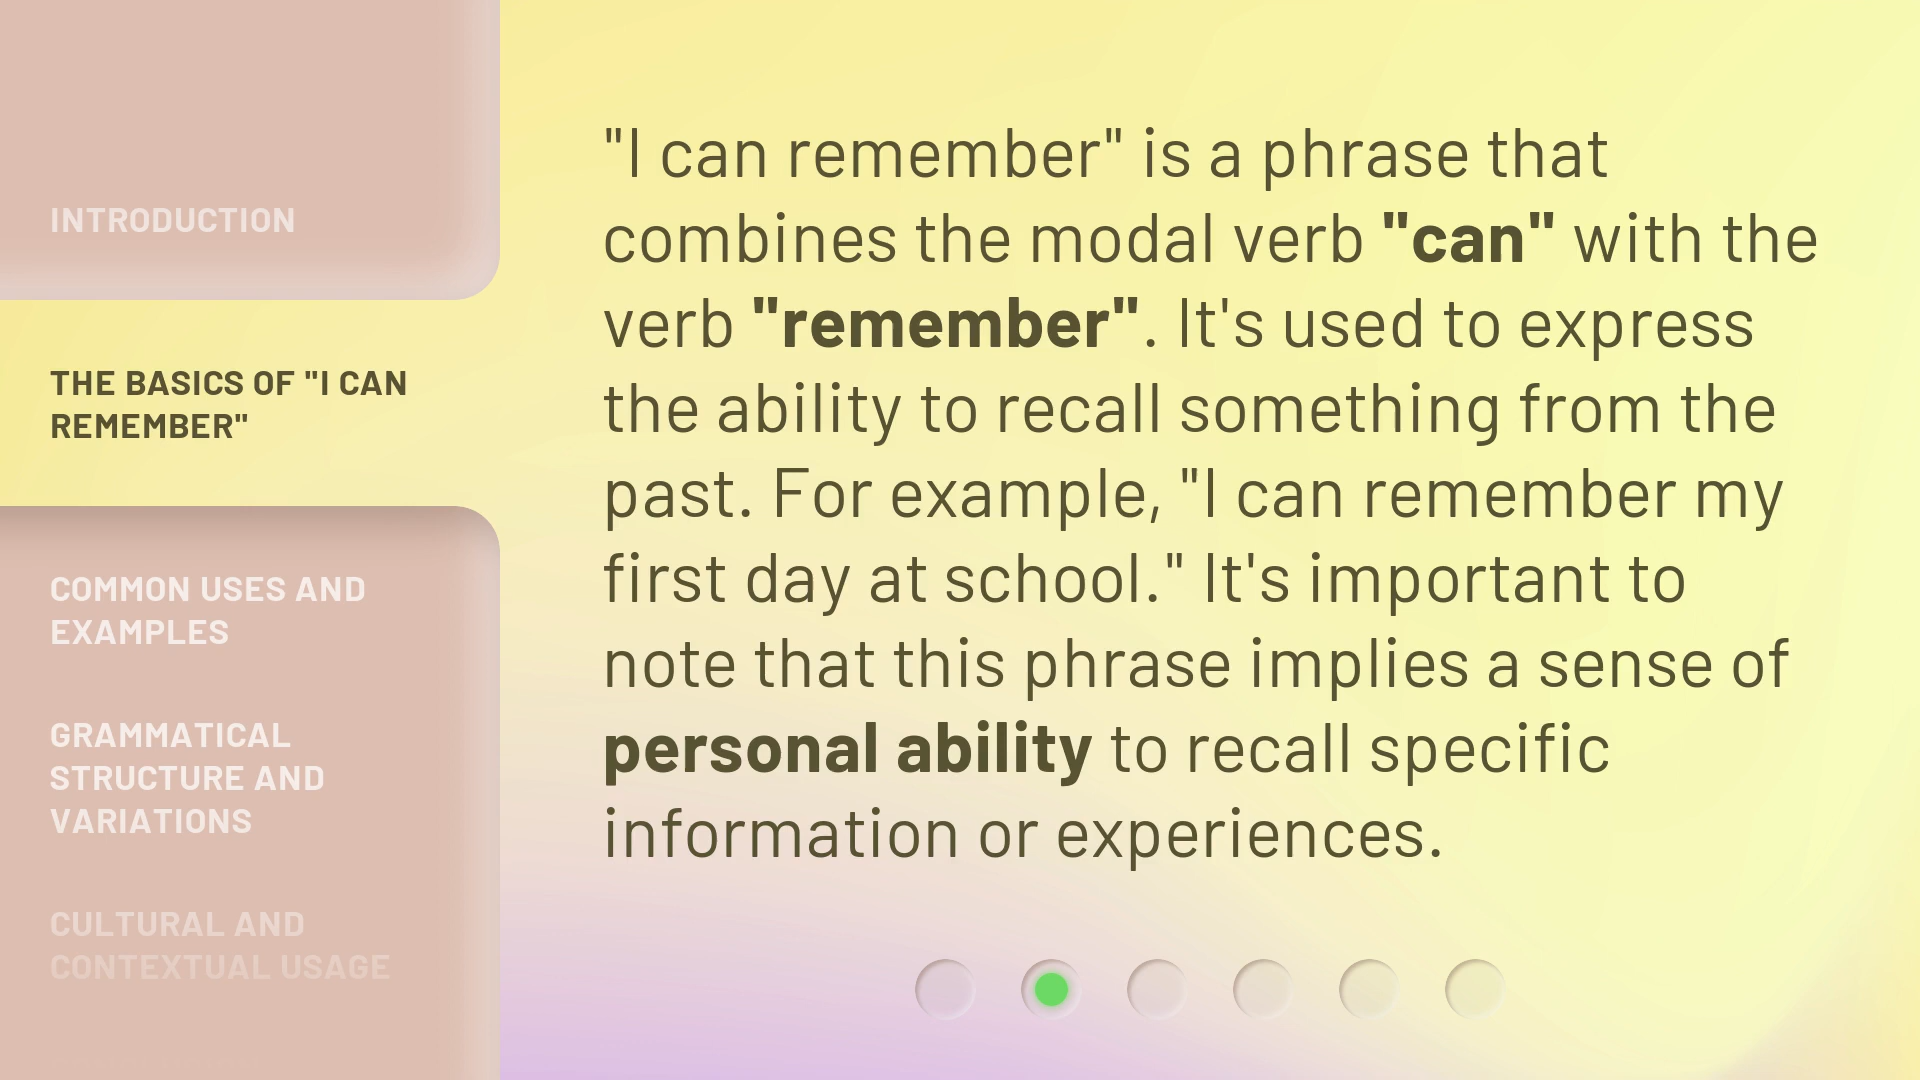 INTRODUCTION
THE BASICS OF "I CAN
REMEMBER"
COMMON USES AND
EXAMPLES
GRAMMATICAL
STRUCTURE AND
VARIATIONS
CULTURAL AND
CONTEXTUAL USAGE
"I can remember" is a phrase that
combines the modal verb "can" with the
verb "remember". It's used to express
the ability to recall something from the
past. For example, "I can remember my
first day at school." It's important to
note that this phrase implies a sense of
personal ability to recall specific
information or experiences.